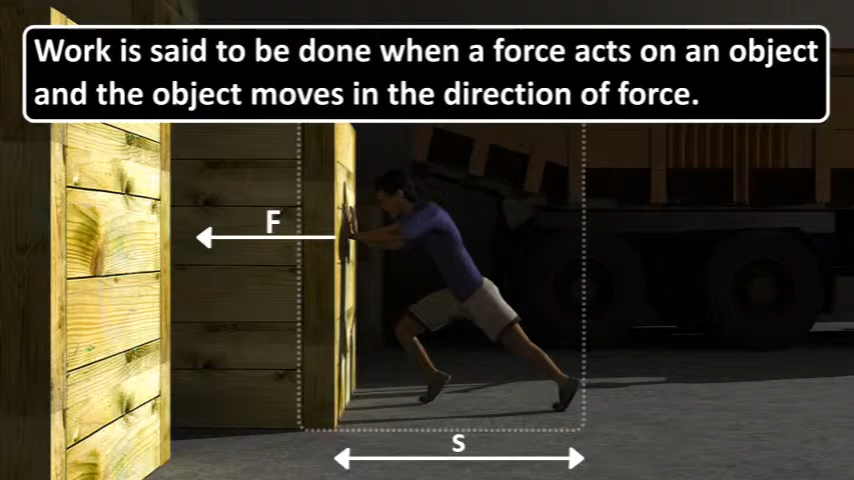 Work is said to be done when a force acts on an object
and the object moves in the direction of force.
F
s